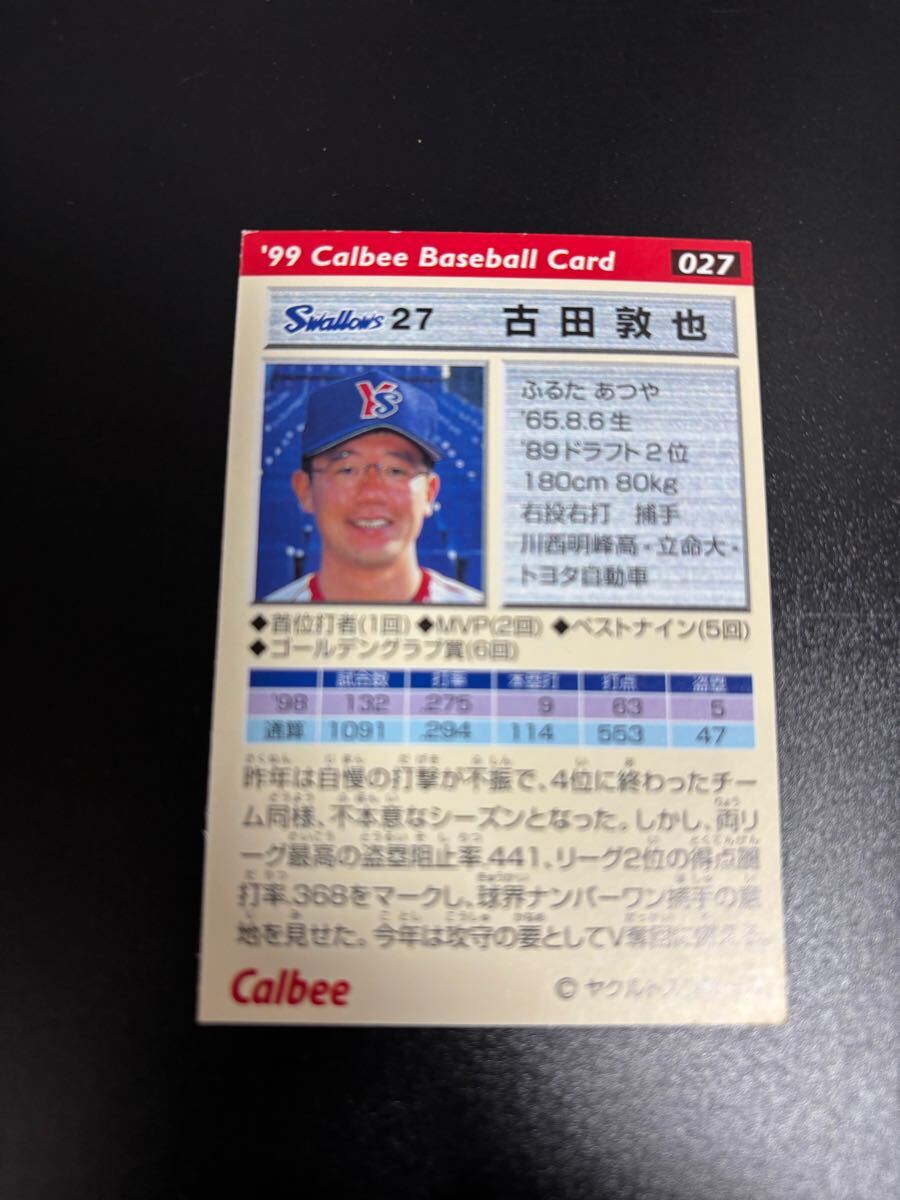 '99 Calbee Baseball Card 027
Swallows 27 古田敦也
YS
ふるた あつや
'65.8.6生
'89ドラフト2位
180cm 80kg
右投右打 捕手
川西明峰高・立命大・
トヨタ自動車
◆首位打者(1回) ◆MVP(2回) ◆ベストナイン(5回)
◆ゴールデングラブ賞(6回)
試合数 打率 本塁打 打点 盗塁
'98 132 .275 9 63 5
通算 1091 .294 114 553 47
昨年は自慢の打撃が不振で、4位に終わったチー
ム同様、不本意なシーズンとなった。しかし、両リ
ーグ最高の盗塁阻止率.441、リーグ2位の得点圏
打率.368をマークし、球界ナンバーワン捕手の意
地を見せた。今年は攻守の要としてV奪回に燃える。
Calbee
© ヤクルトスワローズ